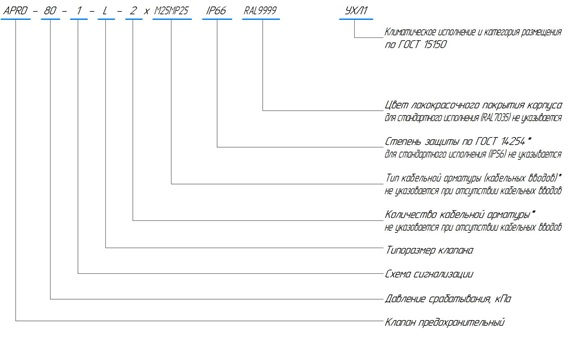 APRD - 80 - 1 - L - 2 x M25MP25 IP66 RAL9999 УХЛ1
Климатическое исполнение и категория размещения
по ГОСТ 15150
Цвет лакокрасочного покрытия корпуса
для стандартного исполнения (RAL7035) не указывается
Степень защиты по ГОСТ 14254*
для стандартного исполнения (IP56) не указывается
Тип кабельной арматуры (кабельных вводов)*
не указовается при отсутствии кабельных вводов
Количество кабельной арматуры*
не указовается при отсутствии кабельных вводов
Типоразмер клапана
Схема сигнализации
Давление срабатывания, кПа
Клапан предохранительный